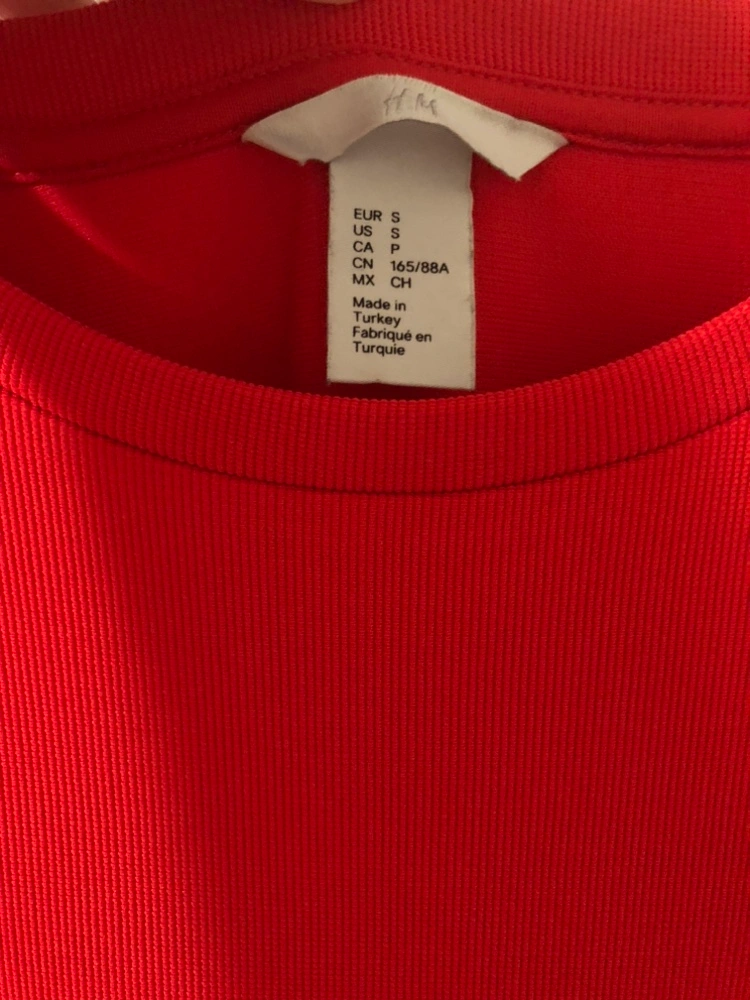 EUR S
US S
CA P
CN 165/88A
MX CH
Made in
Turkey
Fabriqué en
Turquie